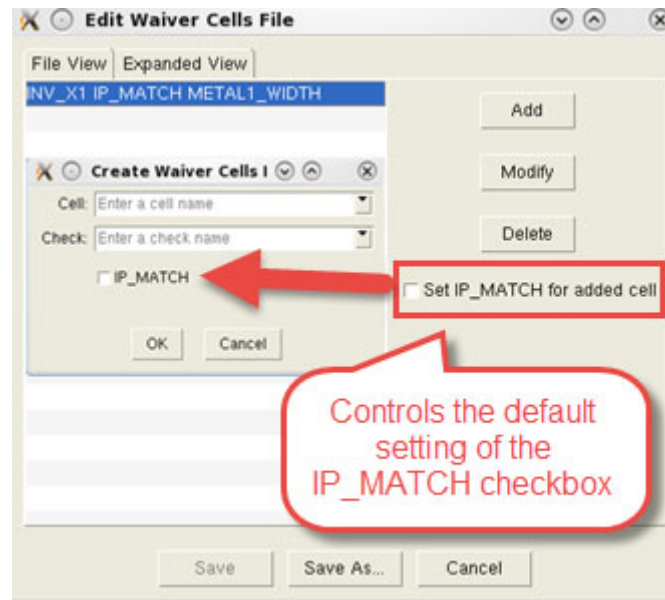 Edit Waiver Cells File
File View Expanded View
INV_X1 IP_MATCH METAL1_WIDTH
Add
Create Waiver Cells I
Modify
Cell: Enter a cell name
Check: Enter a check name
Delete
IP_MATCH
Set IP_MATCH for added cell
OK Cancel
Controls the default
setting of the
IP_MATCH checkbox
Save Save As... Cancel